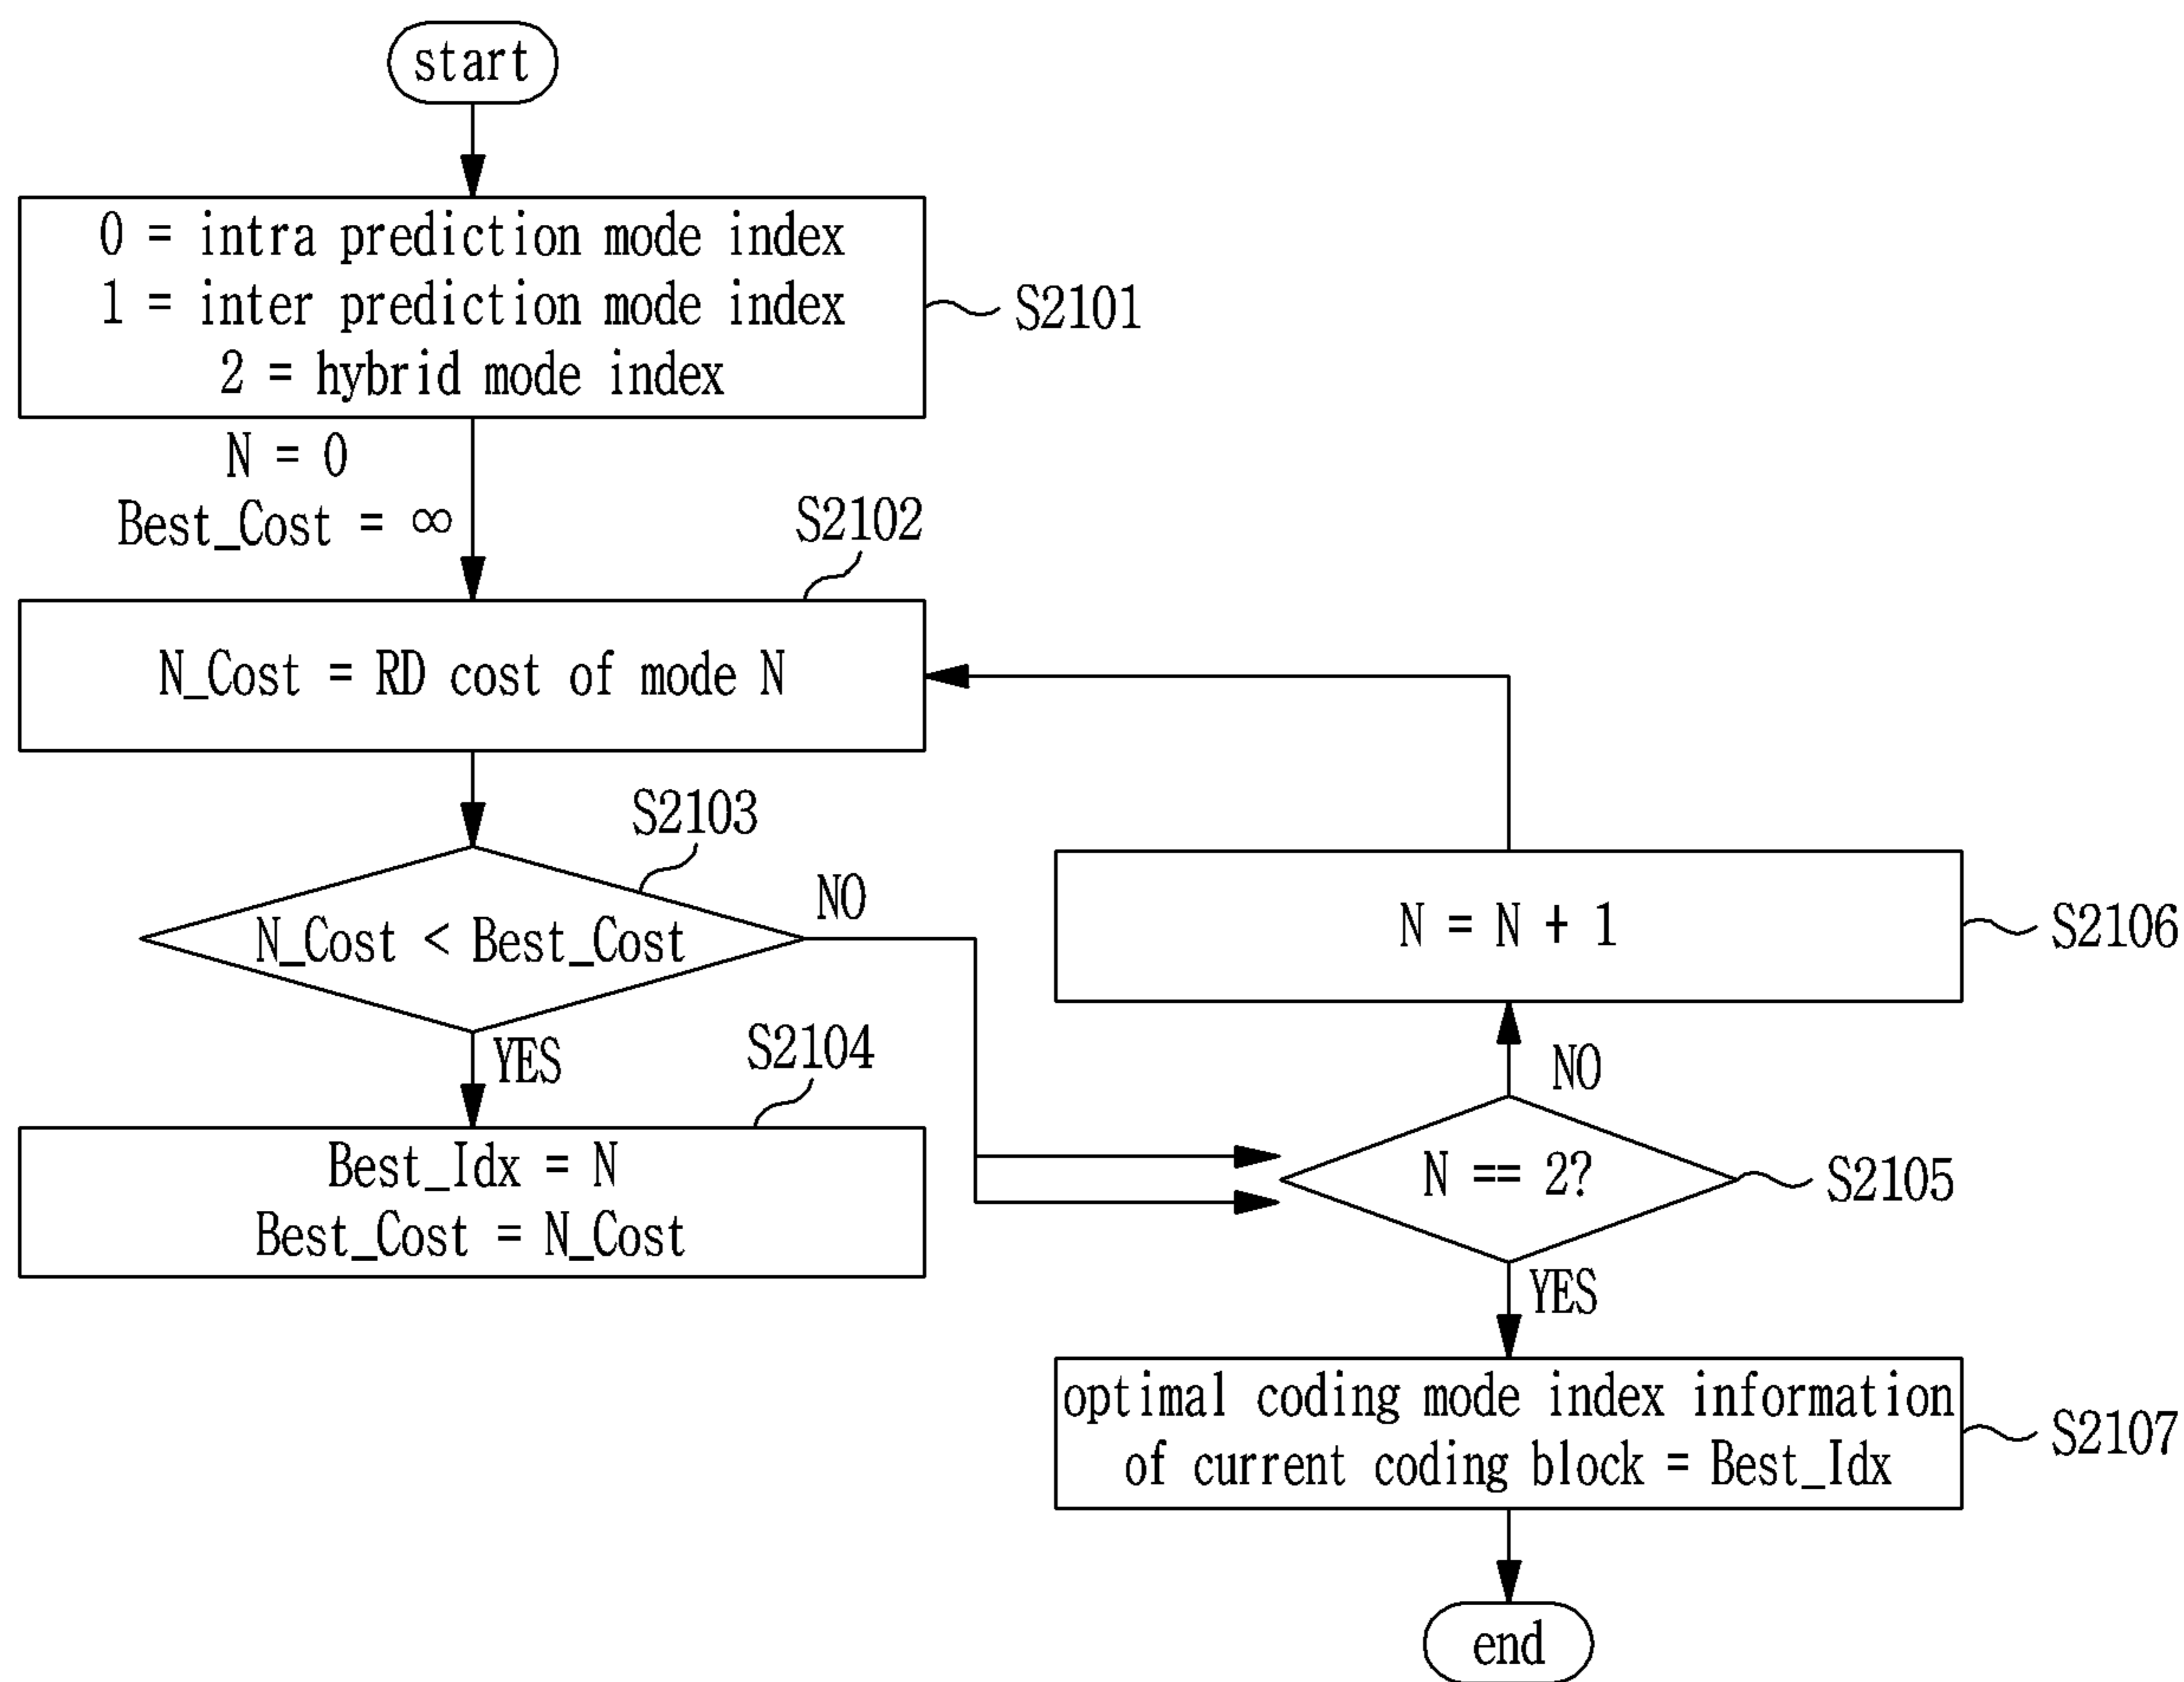 start
0 = intra prediction mode index
1 = inter prediction mode index
2 = hybrid mode index
S2101
N = 0
Best_Cost = ∞
S2102
N_Cost = RD cost of mode N
S2103
N_Cost < Best_Cost
NO
YES
S2104
Best_Idx = N
Best_Cost = N_Cost
N = N + 1
S2106
NO
N == 2?
S2105
YES
optimal coding mode index information
of current coding block = Best_Idx
S2107
end